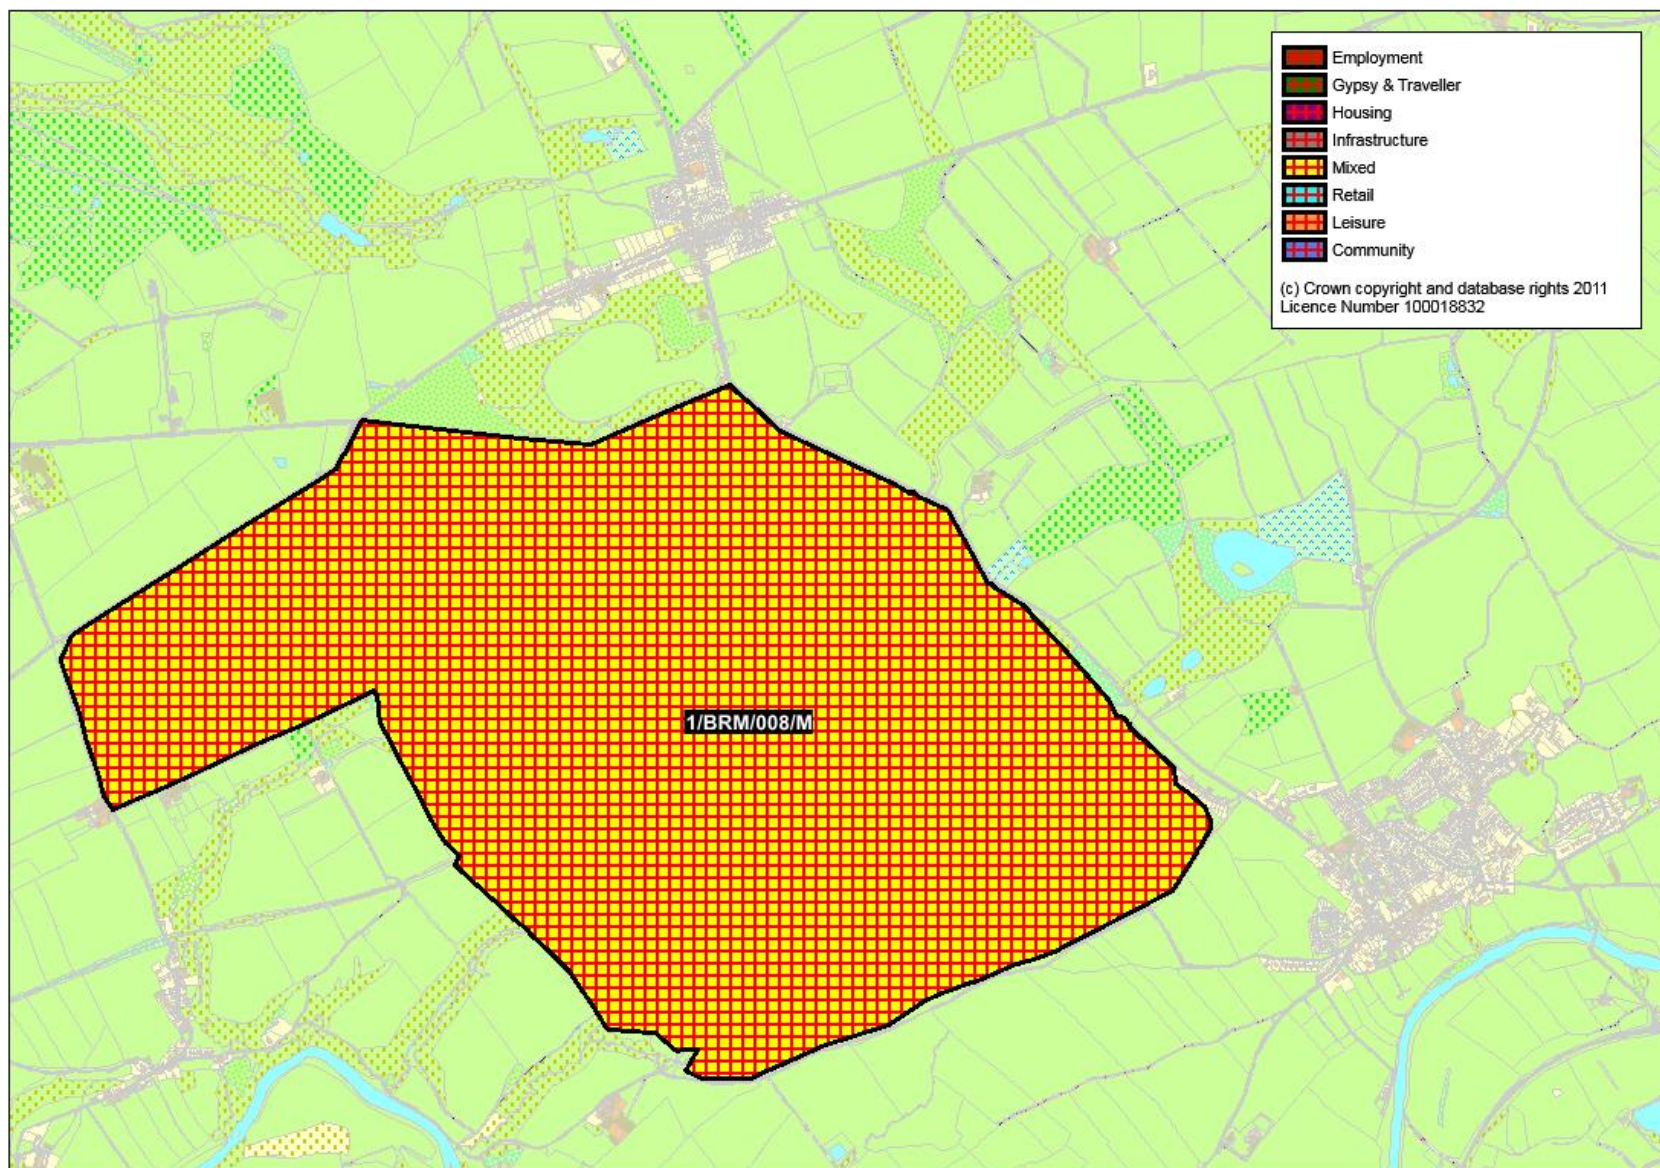 Employment
Gypsy & Traveller
Housing
Infrastructure
Mixed
Retail
Leisure
Community
(c) Crown copyright and database rights 2011
Licence Number 100018832
1/BRM/008/M